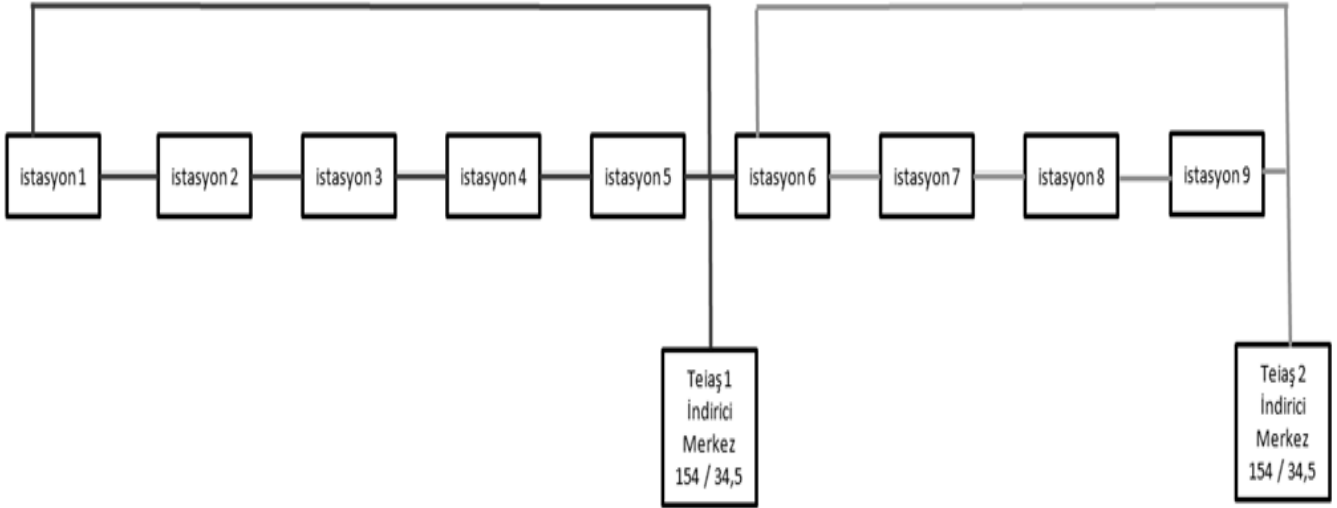 istasyon 1
istasyon 2
istasyon 3
istasyon 4
istasyon 5
istasyon 6
istasyon 7
istasyon 8
istasyon 9
Teiaş 1
İndirici
Merkez
154 / 34,5
Teiaş 2
İndirici
Merkez
154 / 34,5